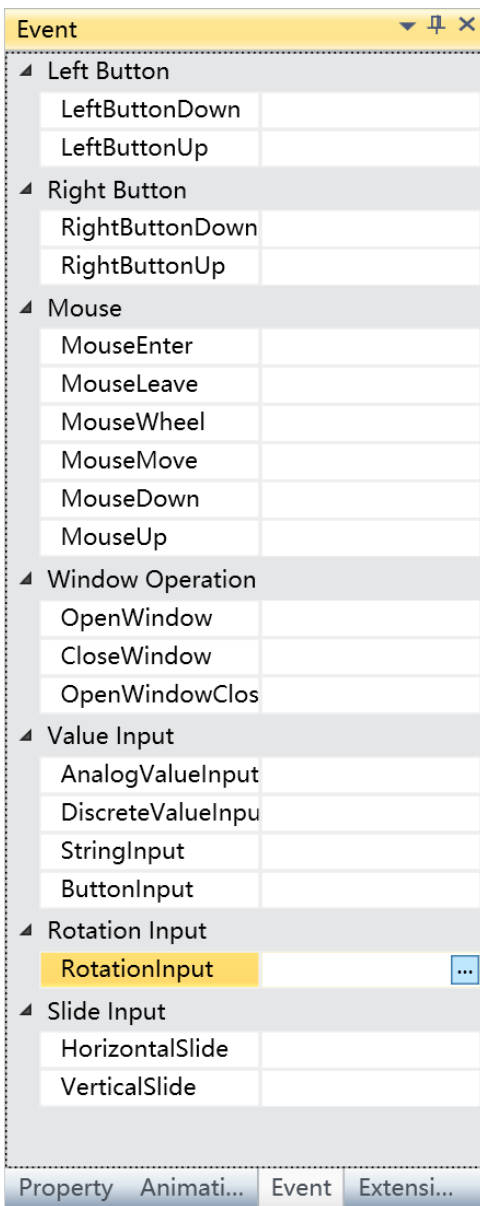 Event
Left Button
LeftButtonDown
LeftButtonUp
Right Button
RightButtonDown
RightButtonUp
Mouse
MouseEnter
MouseLeave
MouseWheel
MouseMove
MouseDown
MouseUp
Window Operation
OpenWindow
CloseWindow
OpenWindowClos
Value Input
AnalogValueInput
DiscreteValueInpu
StringInput
ButtonInput
Rotation Input
RotationInput ...
Slide Input
HorizontalSlide
VerticalSlide
Property Animati... Event Extensi...